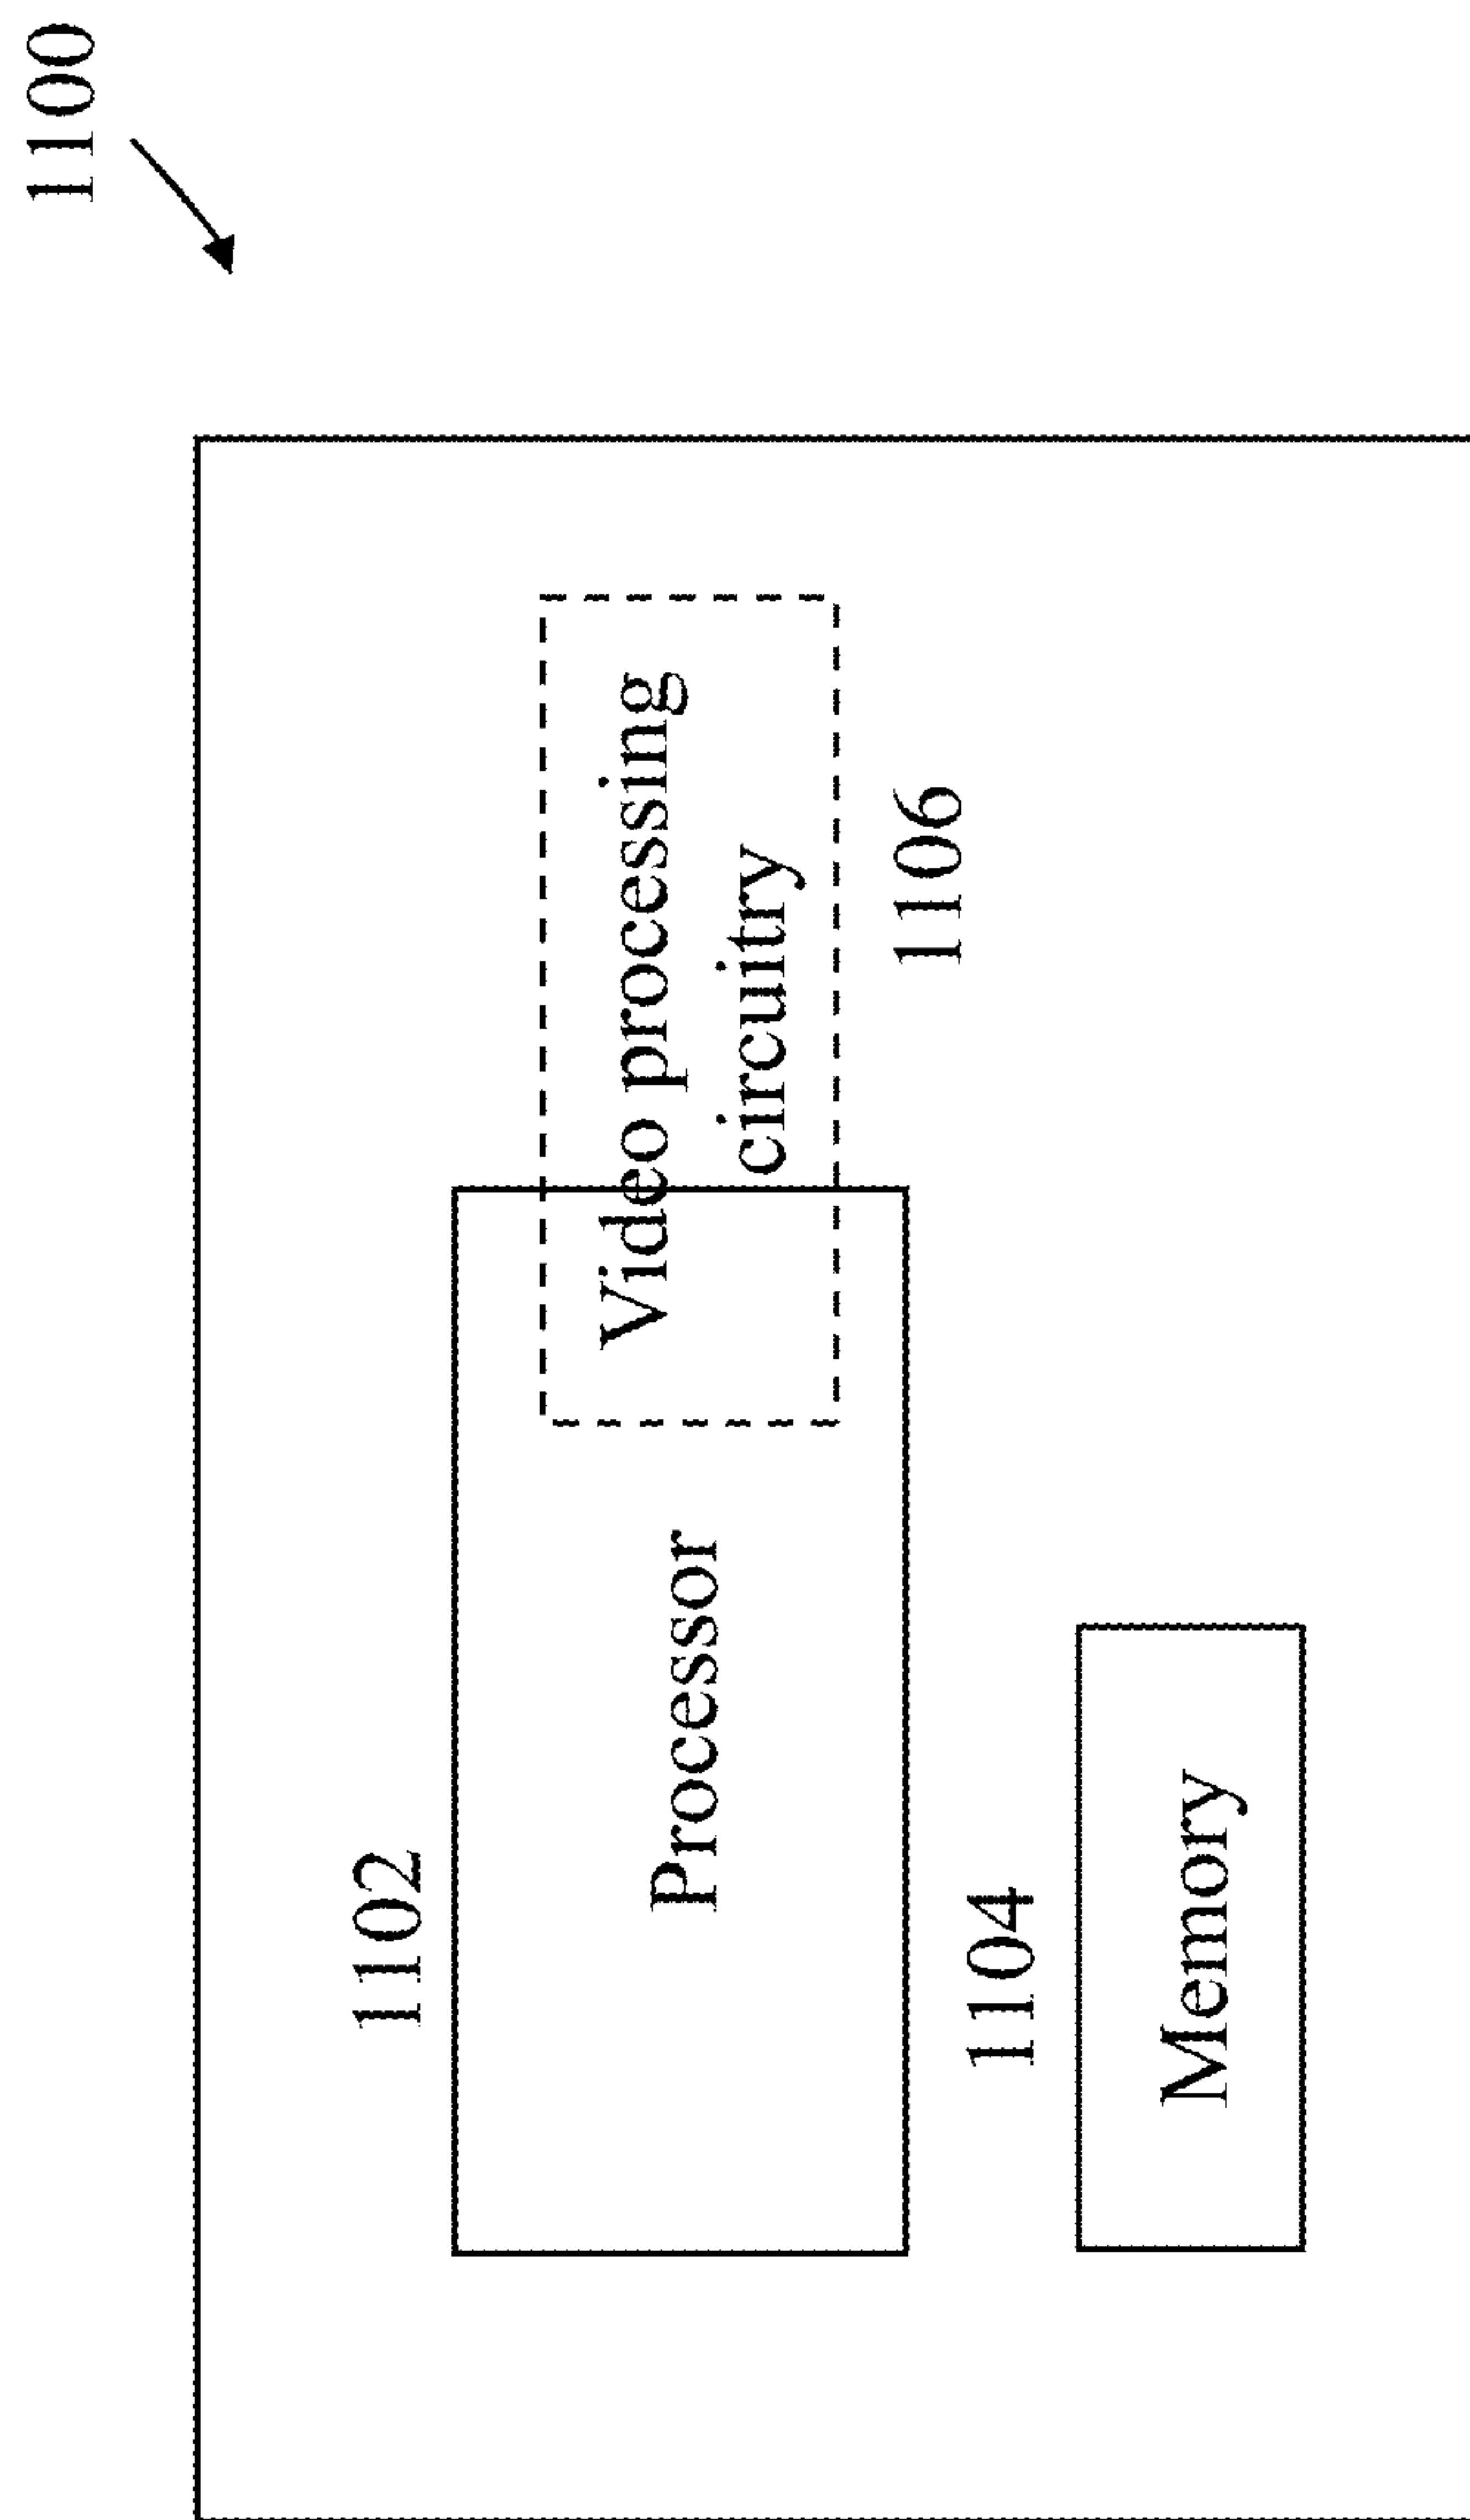 1100
1102
Processor
Video processing
circuitry
1106
1104
Memory